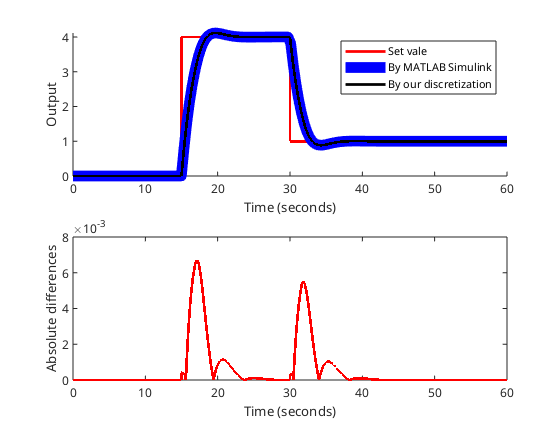 4
3
2
1
0
Output
Set vale
By MATLAB Simulink
By our discretization
0 10 20 30 40 50 60
Time (seconds)
×10-3
8
6
4
2
0
Absolute differences
0 10 20 30 40 50 60
Time (seconds)